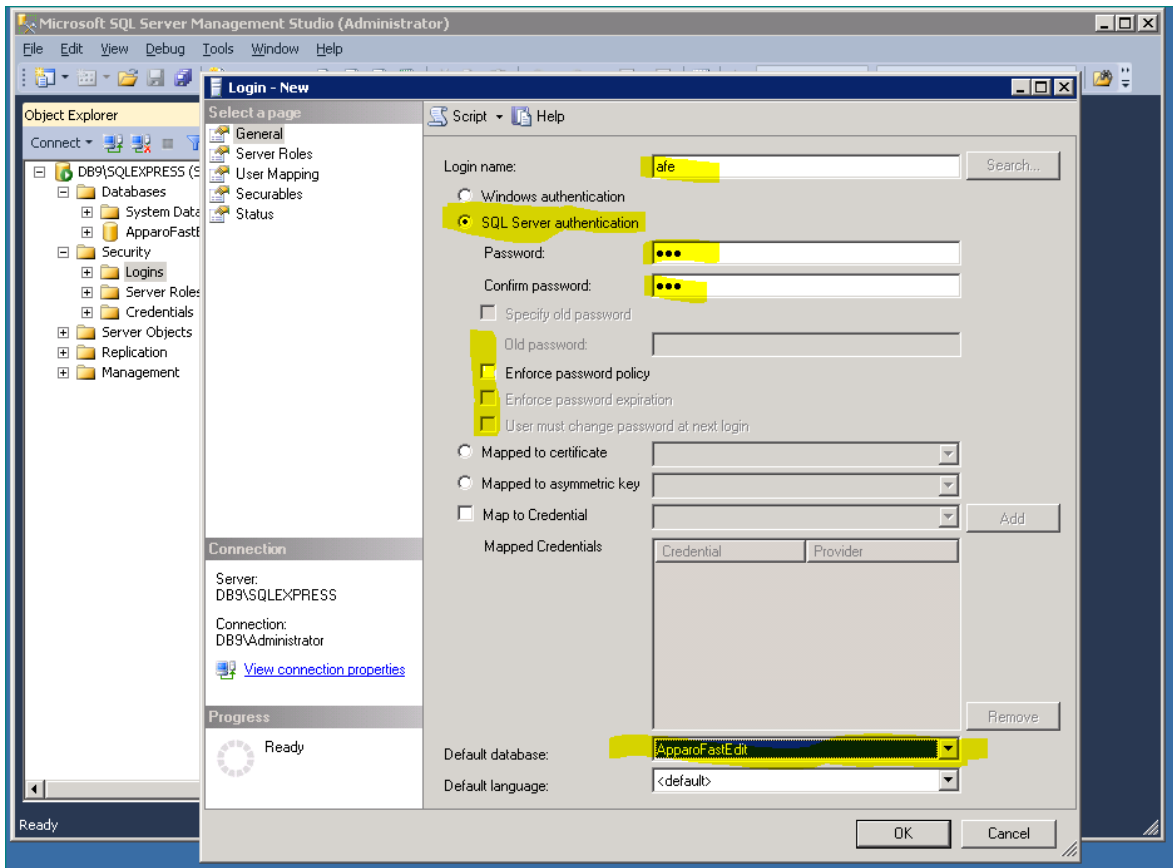 Microsoft SQL Server Management Studio (Administrator)
File Edit View Debug Tools Window Help
Object Explorer
Connect
DB9\SQLEXPRESS (S
Databases
System Data
ApparoFastE
Security
Logins
Server Roles
Credentials
Server Objects
Replication
Management
Ready
Login - New
Select a page
General
Server Roles
User Mapping
Securables
Status
Connection
Server:
DB9\SQLEXPRESS
Connection:
DB9\Administrator
View connection properties
Progress
Ready
Script Help
Login name: afe Search...
Windows authentication
SQL Server authentication
Password: •••
Confirm password: •••
Specify old password
Old password:
Enforce password policy
Enforce password expiration
User must change password at next login
Mapped to certificate
Mapped to asymmetric key
Map to Credential Add
Mapped Credentials Credential Provider
Remove
Default database: ApparoFastEdit
Default language: <default>
OK Cancel